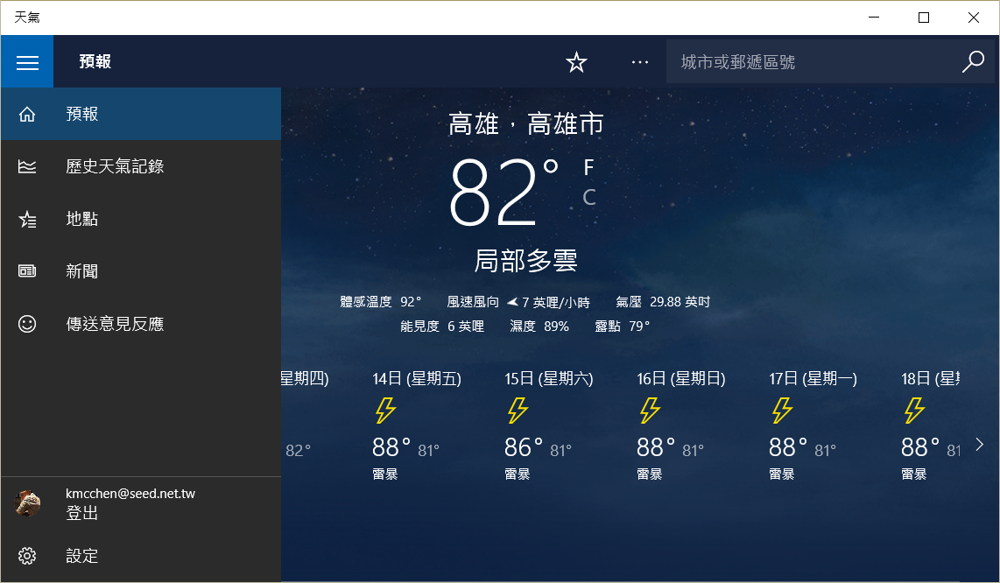 天氣
預報
城市或郵遞區號
預報
歷史天氣記錄
地點
新聞
傳送意見反應
kmcchen@seed.net.tw
登出
設定
高雄，高雄市
82° F
C
局部多雲
體感溫度 92° 風速風向 7 英哩/小時 氣壓 29.88 英吋
能見度 6 英哩 濕度 89% 露點 79°
星期四) 14日 (星期五) 15日 (星期六) 16日 (星期日) 17日 (星期一) 18日 (星期
82° 88° 81° 86° 81° 88° 81° 88° 81° 88° 81
雷暴 雷暴 雷暴 雷暴 雷暴